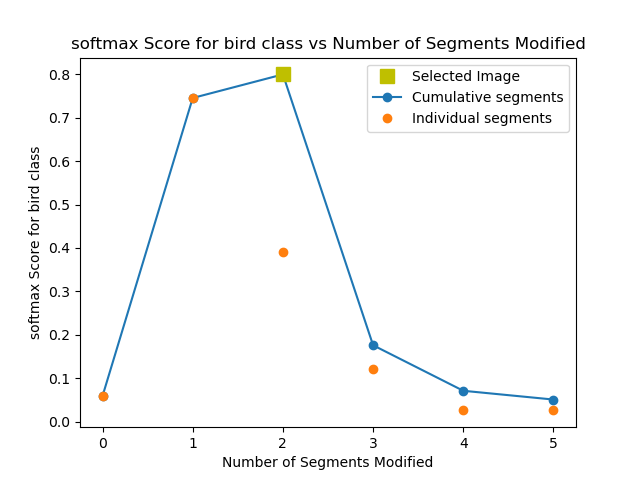 softmax Score for bird class vs Number of Segments Modified
softmax Score for bird class
0.8
0.7
0.6
0.5
0.4
0.3
0.2
0.1
0.0
Selected Image
Cumulative segments
Individual segments
0 1 2 3 4 5
Number of Segments Modified